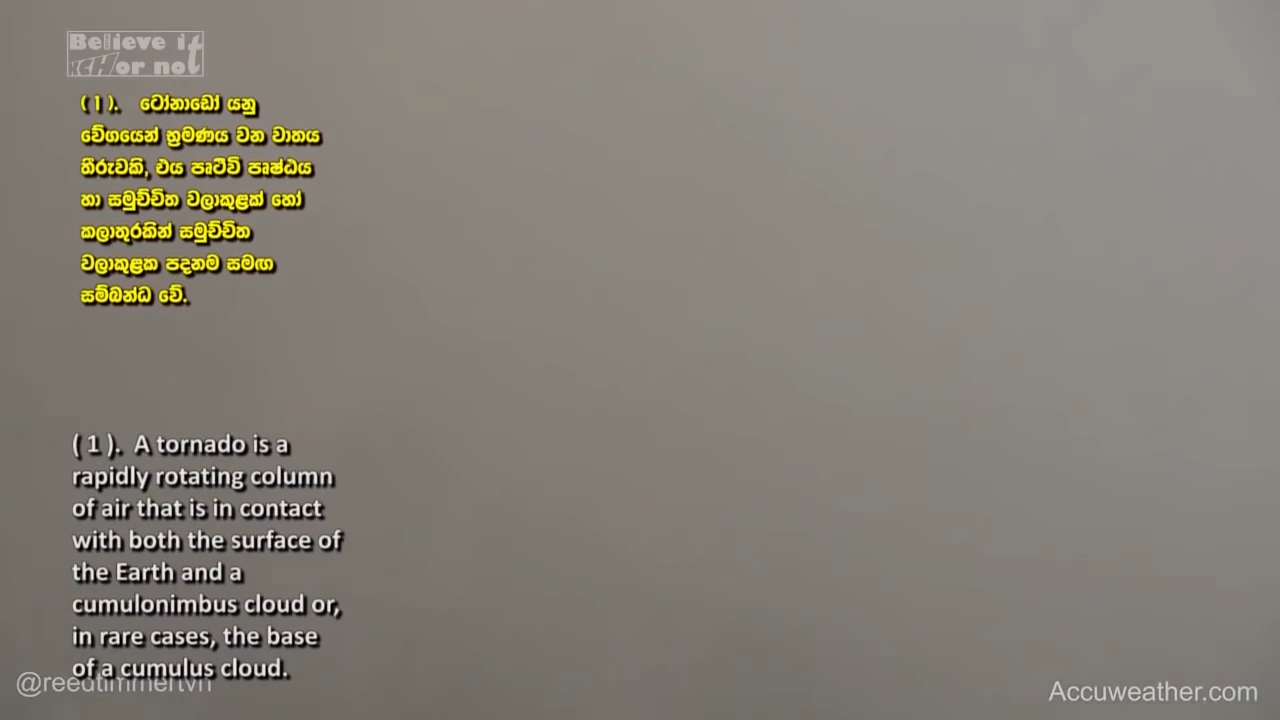 Believe it
KCH or not
( 1 ). ටෝනාඩෝ යනු
වේගයෙන් භ්‍රමණය වන වාතය
තීරුවකි, එය පෘථිවි පෘෂ්ඨය
හා සමුච්චිත වලාකුළක් හෝ
කලාතුරකින් සමුච්චිත
වලාකුළක පදනම සමඟ
සම්බන්ධ වේ.
( 1 ). A tornado is a
rapidly rotating column
of air that is in contact
with both the surface of
the Earth and a
cumulonimbus cloud or,
in rare cases, the base
of a cumulus cloud.
@reedtimmertvn
Accuweather.com